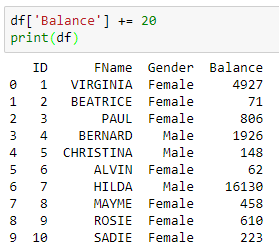 df['Balance'] += 20
print(df)
ID FName Gender Balance
0 1 VIRGINIA Female 4927
1 2 BEATRICE Female 71
2 3 PAUL Female 806
3 4 BERNARD Male 1926
4 5 CHRISTINA Male 148
5 6 ALVIN Female 62
6 7 HILDA Male 16130
7 8 MAYME Female 458
8 9 ROSIE Female 610
9 10 SADIE Female 223